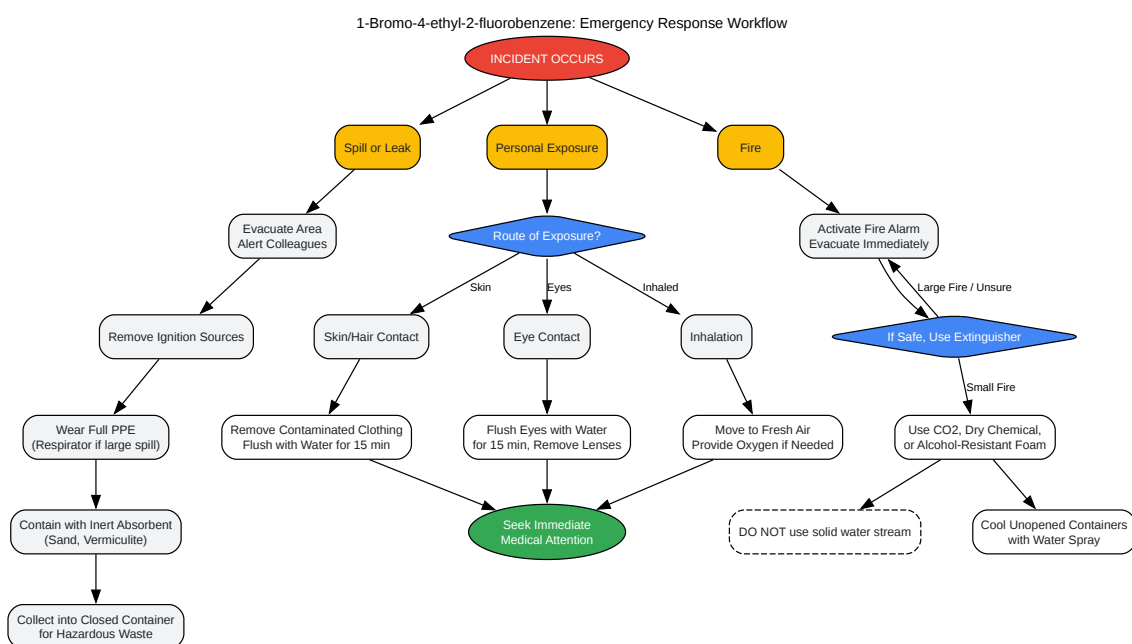 1-Bromo-4-ethyl-2-fluorobenzene: Emergency Response Workflow
INCIDENT OCCURS
Spill or Leak
Personal Exposure
Fire
Evacuate Area
Alert Colleagues
Route of Exposure?
Activate Fire Alarm
Evacuate Immediately
Skin
Eyes
Inhaled
Large Fire / Unsure
Remove Ignition Sources
Skin/Hair Contact
Eye Contact
Inhalation
If Safe, Use Extinguisher
Small Fire
Wear Full PPE
(Respirator if large spill)
Remove Contaminated Clothing
Flush with Water for 15 min
Flush Eyes with Water
for 15 min, Remove Lenses
Move to Fresh Air
Provide Oxygen if Needed
Use CO2, Dry Chemical,
or Alcohol-Resistant Foam
Contain with Inert Absorbent
(Sand, Vermiculite)
Seek Immediate
Medical Attention
DO NOT use solid water stream
Cool Unopened Containers
with Water Spray
Collect into Closed Container
for Hazardous Waste